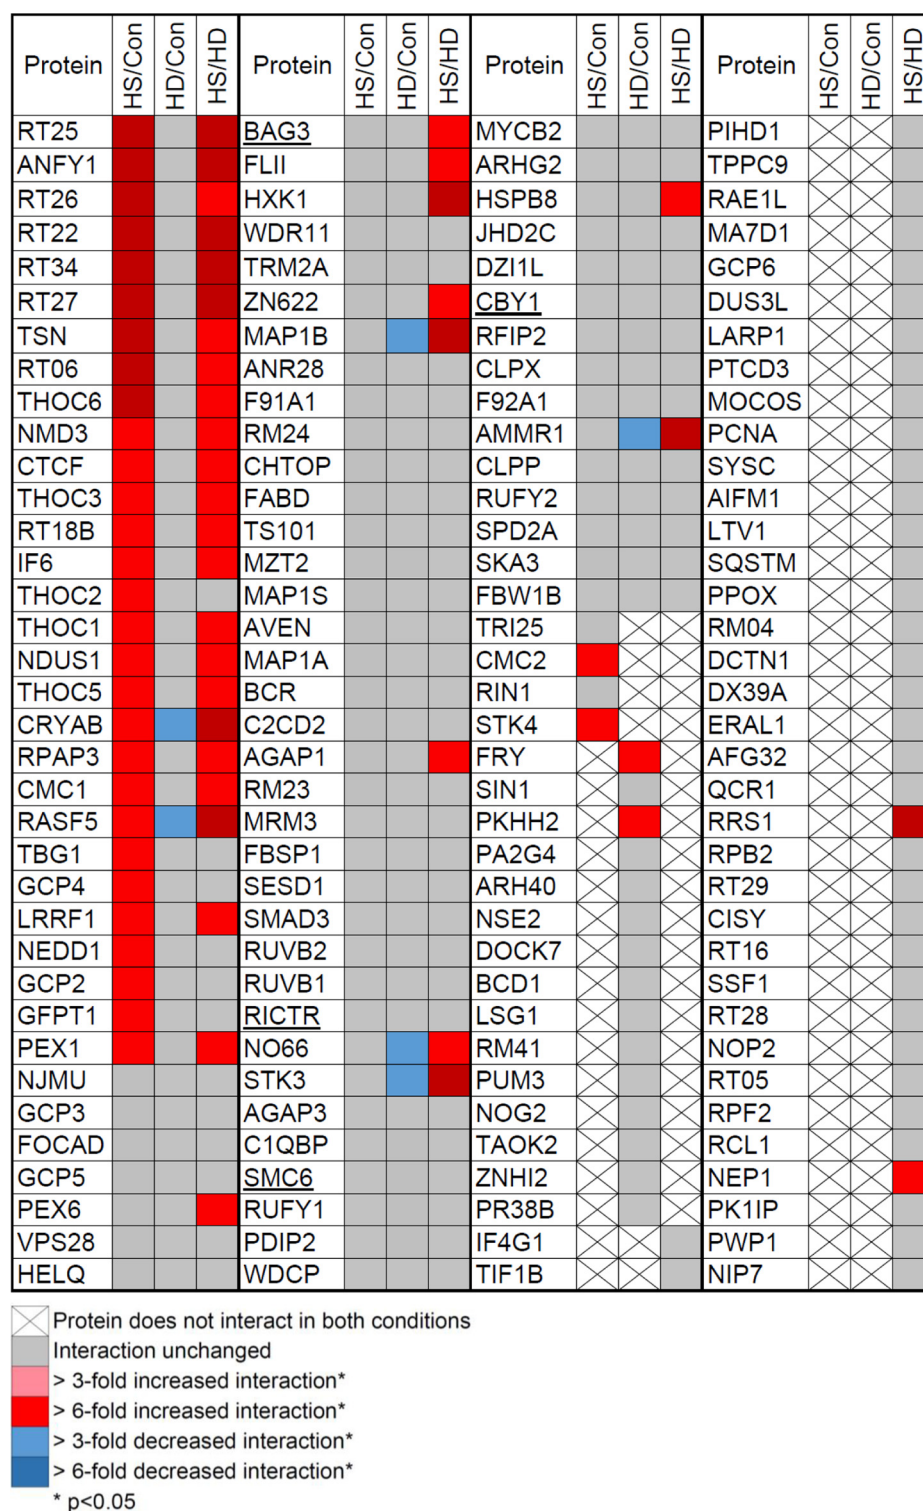 Protein HS/Con HD/Con HS/HD Protein HS/Con HD/Con HS/HD Protein HS/Con HD/Con HS/HD Protein HS/Con HD/Con HS/HD
RT25 BAG3 MYCB2 PIHD1
ANFY1 FLII ARHG2 TPPC9
RT26 HXK1 HSPB8 RAE1L
RT22 WDR11 JHD2C MA7D1
RT34 TRM2A DZI1L GCP6
RT27 ZN622 CBY1 DUS3L
TSN MAP1B RFIP2 LARP1
RT06 ANR28 CLPX PTCD3
THOC6 F91A1 F92A1 MOCOS
NMD3 RM24 AMMR1 PCNA
CTCF CHTOP CLPP SYSC
THOC3 FABD RUFY2 AIFM1
RT18B TS101 SPD2A LTV1
IF6 MZT2 SKA3 SQSTM
THOC2 MAP1S FBW1B PPOX
THOC1 AVEN TRI25 RM04
NDUS1 MAP1A CMC2 DCTN1
THOC5 BCR RIN1 DX39A
CRYAB C2CD2 STK4 ERAL1
RPAP3 AGAP1 FRY AFG32
CMC1 RM23 SIN1 QCR1
RASF5 MRM3 PKHH2 RRS1
TBG1 FBSP1 PA2G4 RPB2
GCP4 SESD1 ARH40 RT29
LRRF1 SMAD3 NSE2 CISY
NEDD1 RUVB2 DOCK7 RT16
GCP2 RUVB1 BCD1 SSF1
GFPT1 RICTR LSG1 RT28
PEX1 NO66 RM41 NOP2
NJMU STK3 PUM3 RT05
GCP3 AGAP3 NOG2 RPF2
FOCAD C1QBP TAOK2 RCL1
GCP5 SMC6 ZNHI2 NEP1
PEX6 RUFY1 PR38B PK1IP
VPS28 PDIP2 IF4G1 PWP1
HELQ WDCP TIF1B NIP7
Protein does not interact in both conditions
Interaction unchanged
> 3-fold increased interaction*
> 6-fold increased interaction*
> 3-fold decreased interaction*
> 6-fold decreased interaction*
* p<0.05